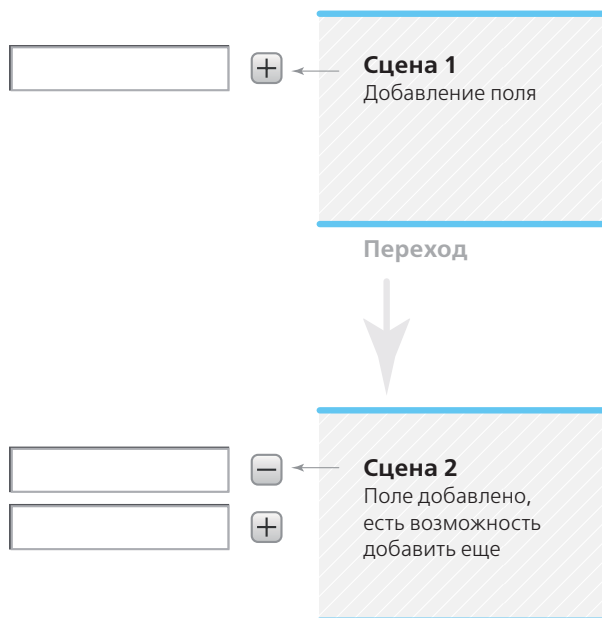 Сцена 1
Добавление поля
Переход
Сцена 2
Поле добавлено,
есть возможность
добавить еще